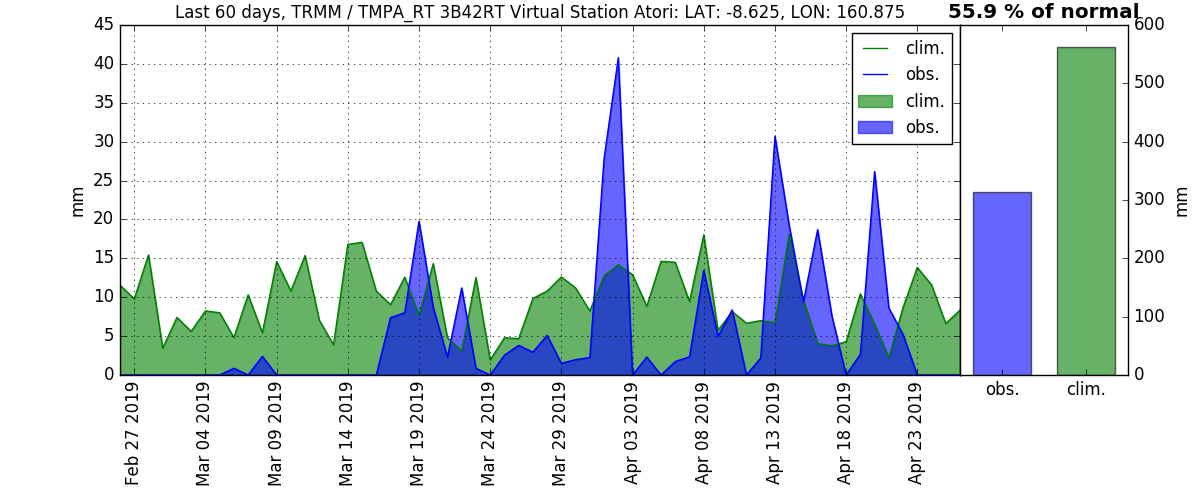 Last 60 days, TRMM / TMPA_RT 3B42RT Virtual Station Atori: LAT: -8.625, LON: 160.875
55.9 % of normal
45
40
35
30
25
20
15
10
5
0
mm
clim.
obs.
clim.
obs.
Feb 27 2019
Mar 04 2019
Mar 09 2019
Mar 14 2019
Mar 19 2019
Mar 24 2019
Mar 29 2019
Apr 03 2019
Apr 08 2019
Apr 13 2019
Apr 18 2019
Apr 23 2019
600
500
400
300
200
100
0
mm
obs.
clim.